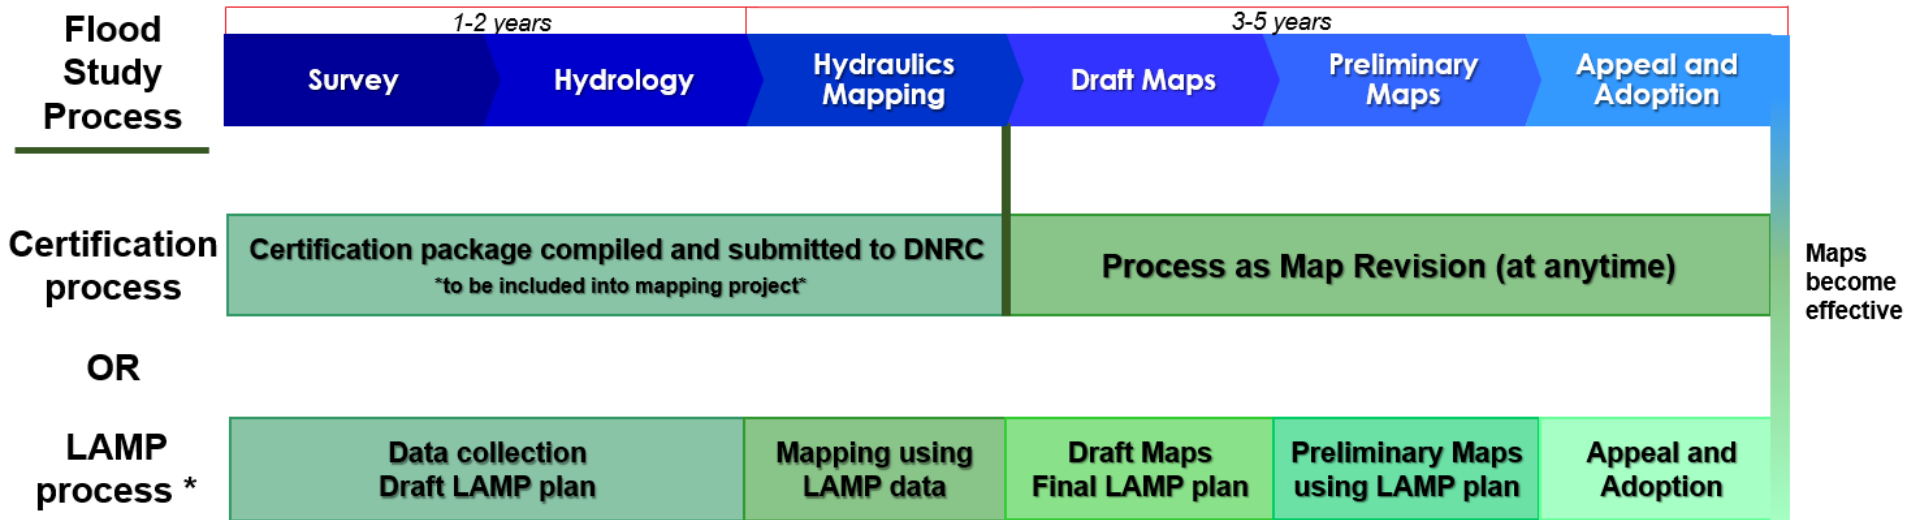 Flood
Study
Process
1-2 years
3-5 years
Survey
Hydrology
Hydraulics
Mapping
Draft Maps
Preliminary
Maps
Appeal and
Adoption
Certification
process
Certification package compiled and submitted to DNRC
*to be included into mapping project*
Process as Map Revision (at anytime)
Maps
become
effective
OR
LAMP
process *
Data collection
Draft LAMP plan
Mapping using
LAMP data
Draft Maps
Final LAMP plan
Preliminary Maps
using LAMP plan
Appeal and
Adoption